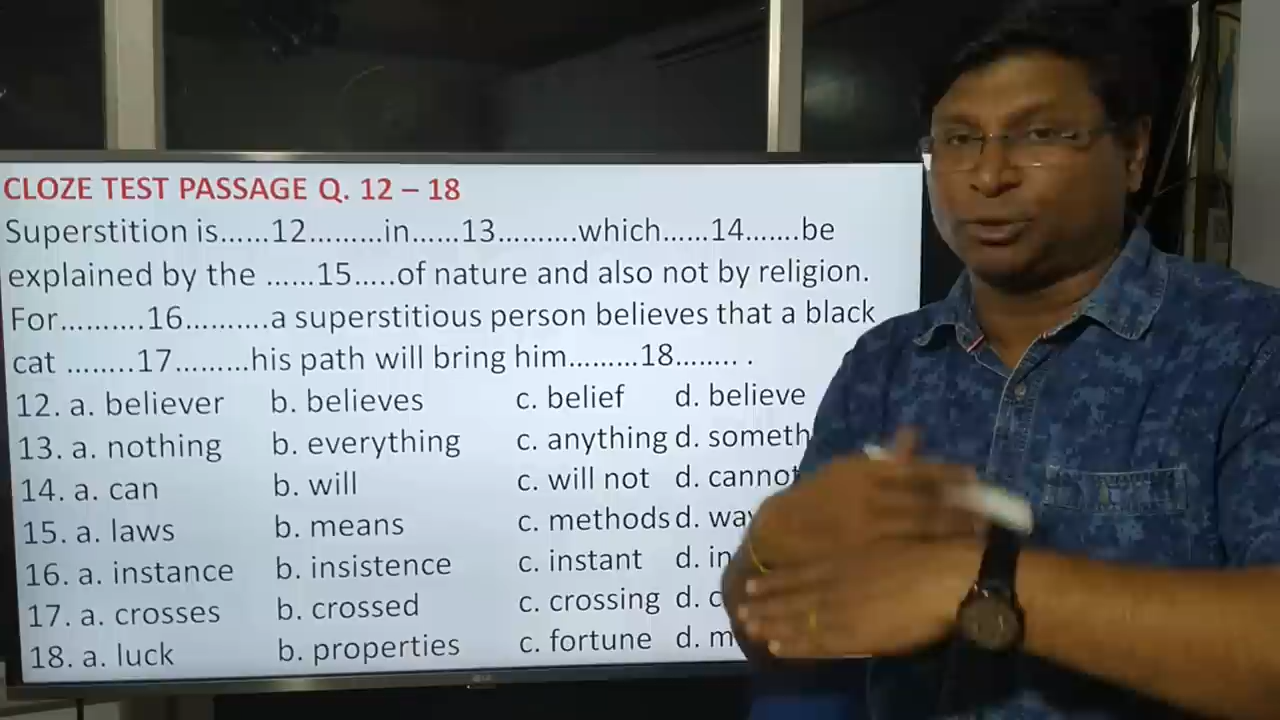 CLOZE TEST PASSAGE Q. 12 – 18
Superstition is......12.........in......13..........which......14.......be
explained by the ......15.....of nature and also not by religion.
For..........16..........a superstitious person believes that a black
cat ........17.........his path will bring him.........18........ .
12. a. believer b. believes c. belief d. believe
13. a. nothing b. everything c. anything d.
14. a. can b. will c. will not d. cannot
15. a. laws b. means c. methods d.
16. a. instance b. insistence c. instant d.
17. a. crosses b. crossed c. crossing d.
18. a. luck b. properties c. fortune d.
LG